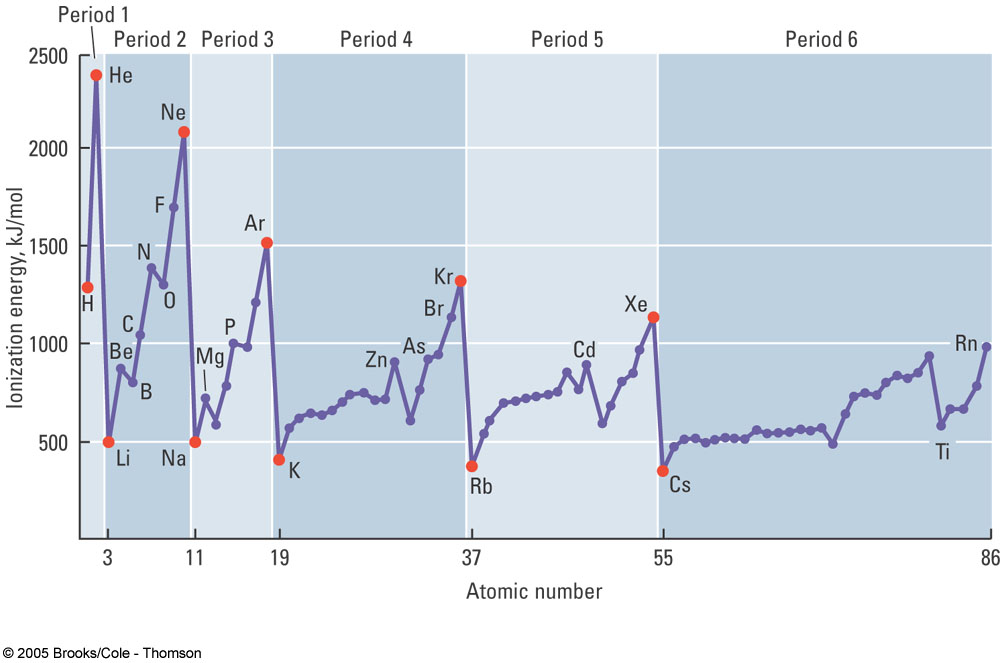 Period 1
Period 2 Period 3 Period 4 Period 5 Period 6
2500
He
Ne
2000
F
Ar
1500
N
Kr
H
O
Xe
Br
C
P
1000
Be
Mg
Zn
As
Cd
Rn
B
500
Li
Na
K
Rb
Cs
Ti
Ionization energy, kJ/mol
3 11 19 37 55 86
Atomic number
© 2005 Brooks/Cole - Thomson